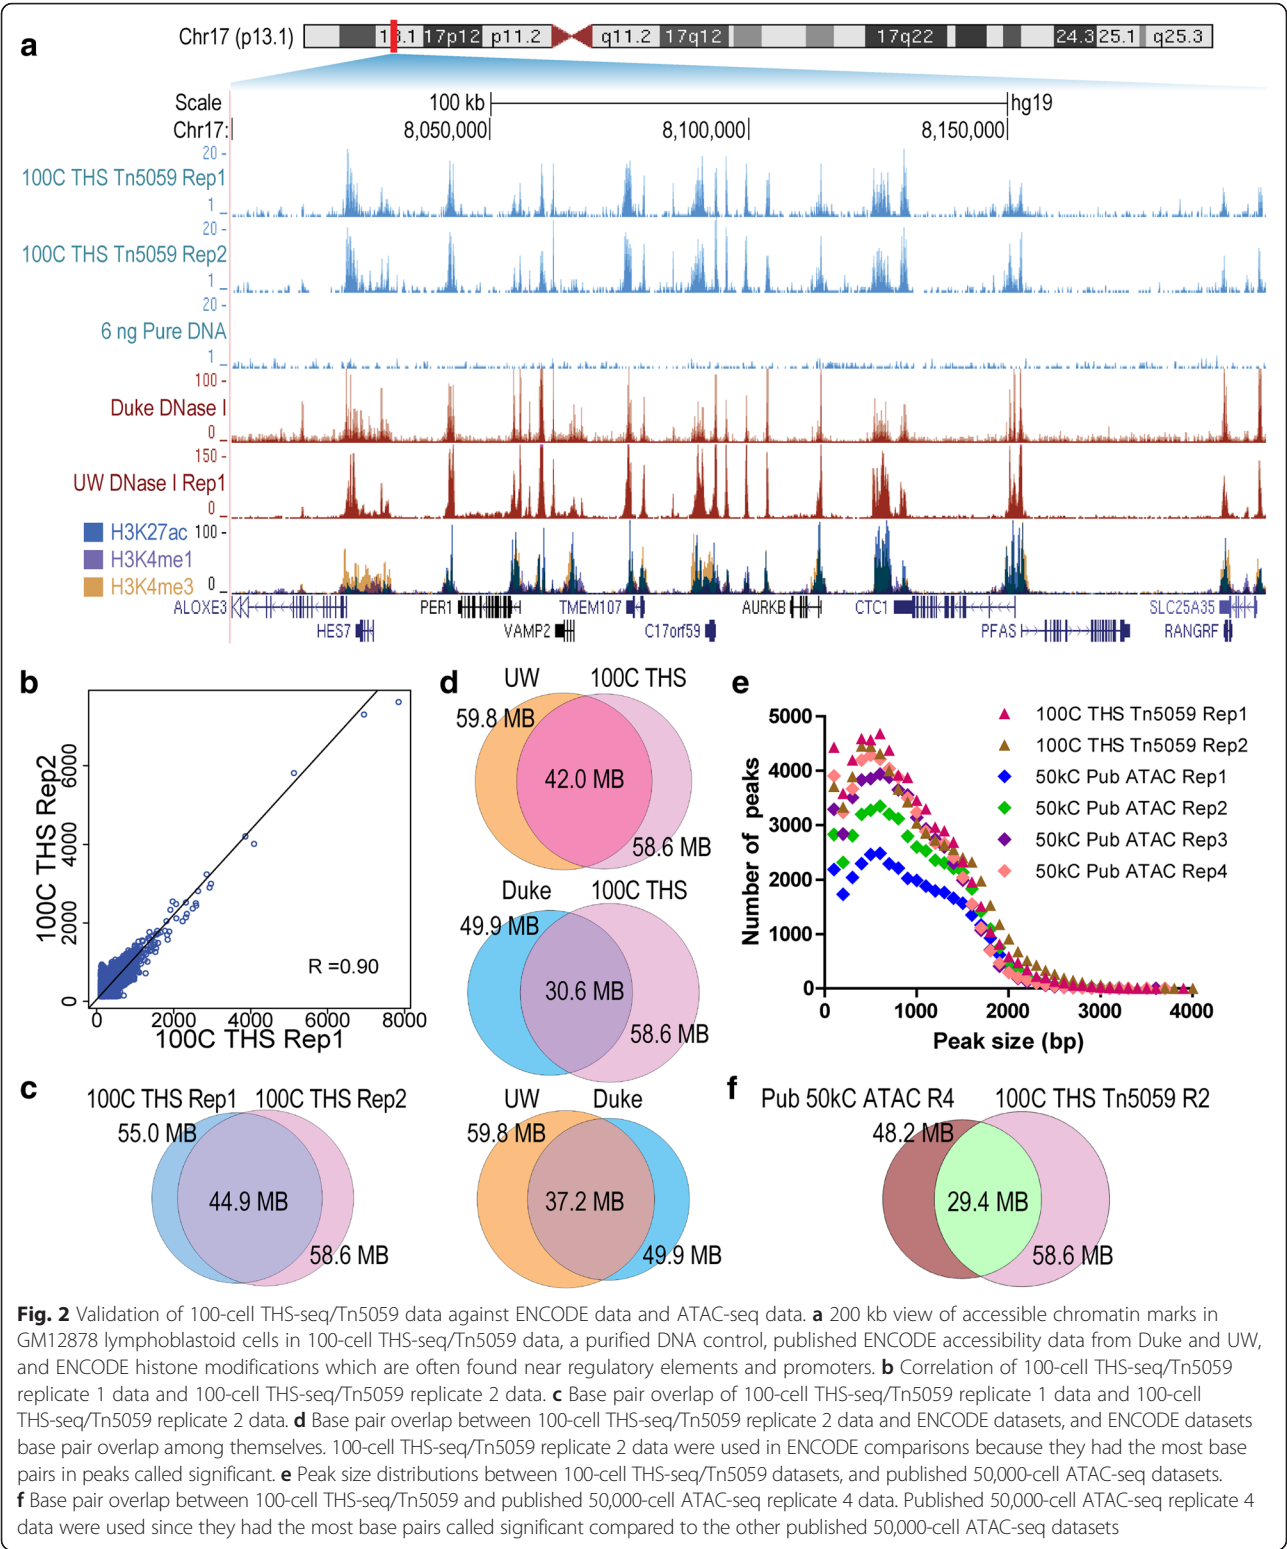 a
Chr17 (p13.1)
13.1 17p12 p11.2 q11.2 17q12 17q22 24.3 25.1 q25.3
Scale 100 kb hg19
Chr17: 8,050,000 8,100,000 8,150,000
20
100C THS Tn5059 Rep1
1
20
100C THS Tn5059 Rep2
1
20
6 ng Pure DNA
1
100
Duke DNase I
0
150
UW DNase I Rep1
0
H3K27ac 100
H3K4me1
H3K4me3 0
ALOXE3 PER1 TMEM107 AURKB CTC1 SLC25A35
HES7 VAMP2 C17orf59 PFAS RANGRF
b
100C THS Rep2
6000
4000
2000
0
R =0.90
0 2000 4000 6000 8000
100C THS Rep1
d
UW 100C THS
59.8 MB
42.0 MB
58.6 MB
Duke 100C THS
49.9 MB
30.6 MB
58.6 MB
UW Duke
59.8 MB
37.2 MB
49.9 MB
e
Number of peaks
5000
4000
3000
2000
1000
0
0 1000 2000 3000 4000
Peak size (bp)
100C THS Tn5059 Rep1
100C THS Tn5059 Rep2
50kC Pub ATAC Rep1
50kC Pub ATAC Rep2
50kC Pub ATAC Rep3
50kC Pub ATAC Rep4
c
100C THS Rep1 100C THS Rep2
55.0 MB
44.9 MB
58.6 MB
f
Pub 50kC ATAC R4 100C THS Tn5059 R2
48.2 MB
29.4 MB
58.6 MB
Fig. 2 Validation of 100-cell THS-seq/Tn5059 data against ENCODE data and ATAC-seq data. a 200 kb view of accessible chromatin marks in
GM12878 lymphoblastoid cells in 100-cell THS-seq/Tn5059 data, a purified DNA control, published ENCODE accessibility data from Duke and UW,
and ENCODE histone modifications which are often found near regulatory elements and promoters. b Correlation of 100-cell THS-seq/Tn5059
replicate 1 data and 100-cell THS-seq/Tn5059 replicate 2 data. c Base pair overlap of 100-cell THS-seq/Tn5059 replicate 1 data and 100-cell
THS-seq/Tn5059 replicate 2 data. d Base pair overlap between 100-cell THS-seq/Tn5059 replicate 2 data and ENCODE datasets, and ENCODE datasets
base pair overlap among themselves. 100-cell THS-seq/Tn5059 replicate 2 data were used in ENCODE comparisons because they had the most base
pairs in peaks called significant. e Peak size distributions between 100-cell THS-seq/Tn5059 datasets, and published 50,000-cell ATAC-seq datasets.
f Base pair overlap between 100-cell THS-seq/Tn5059 and published 50,000-cell ATAC-seq replicate 4 data. Published 50,000-cell ATAC-seq replicate 4
data were used since they had the most base pairs called significant compared to the other published 50,000-cell ATAC-seq datasets